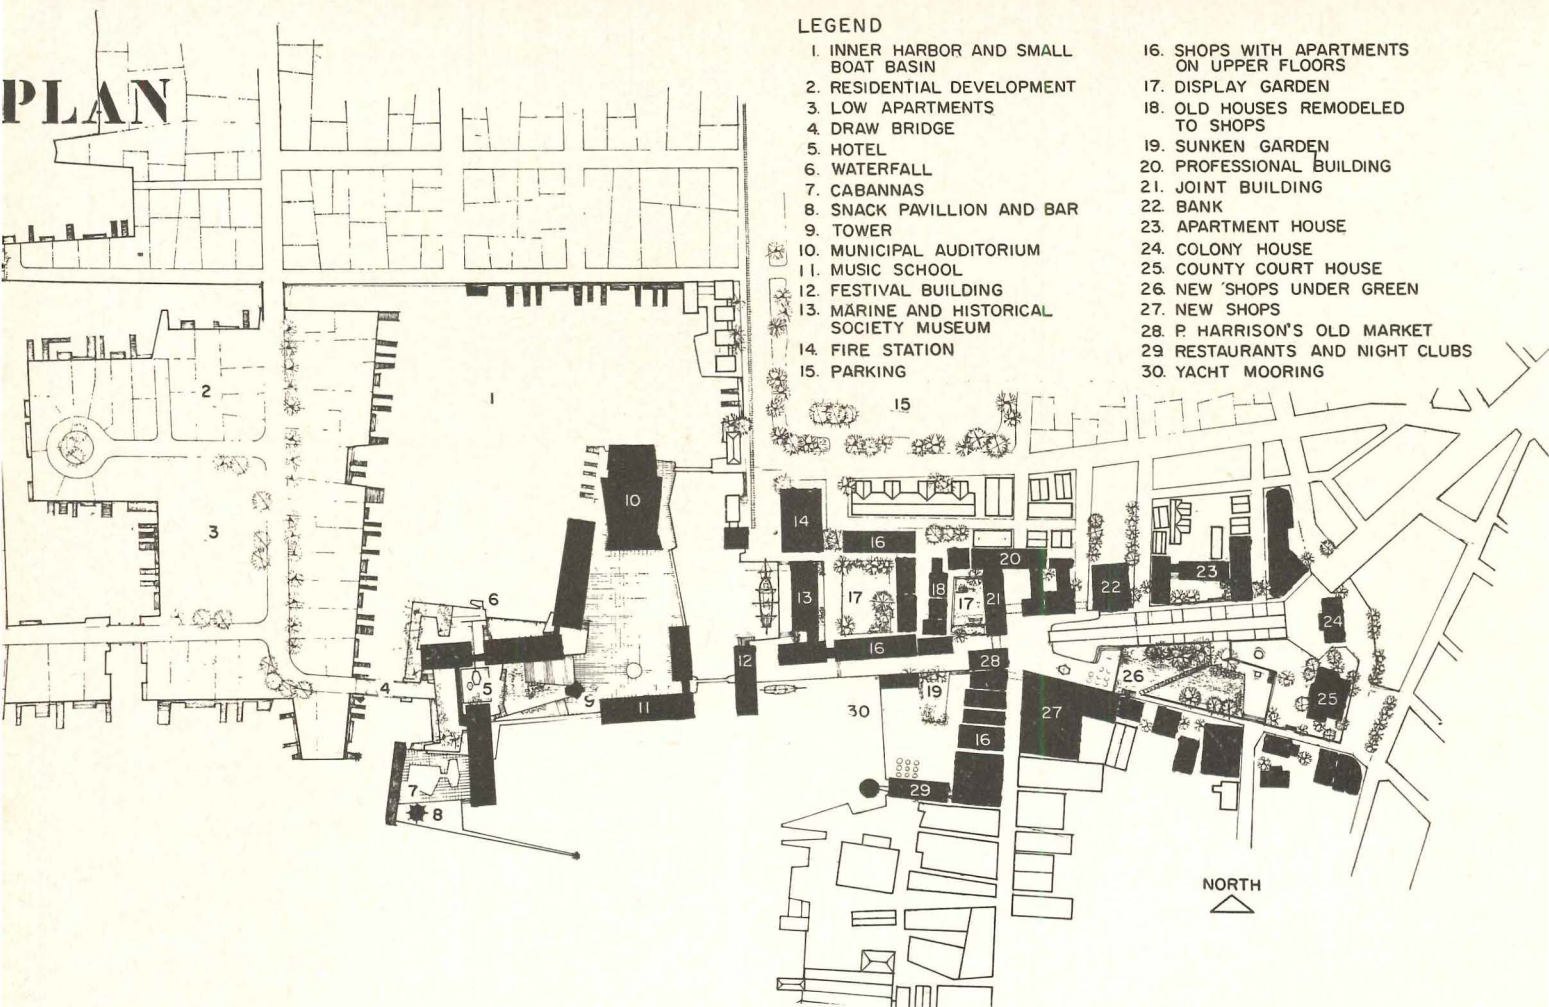 PLAN
LEGEND
1. INNER HARBOR AND SMALL
BOAT BASIN
2. RESIDENTIAL DEVELOPMENT
3. LOW APARTMENTS
4. DRAW BRIDGE
5. HOTEL
6. WATERFALL
7. CABANNAS
8. SNACK PAVILLION AND BAR
9. TOWER
10. MUNICIPAL AUDITORIUM
11. MUSIC SCHOOL
12. FESTIVAL BUILDING
13. MARINE AND HISTORICAL
SOCIETY MUSEUM
14. FIRE STATION
15. PARKING
16. SHOPS WITH APARTMENTS
ON UPPER FLOORS
17. DISPLAY GARDEN
18. OLD HOUSES REMODELED
TO SHOPS
19. SUNKEN GARDEN
20. PROFESSIONAL BUILDING
21. JOINT BUILDING
22. BANK
23. APARTMENT HOUSE
24. COLONY HOUSE
25. COUNTY COURT HOUSE
26. NEW SHOPS UNDER GREEN
27. NEW SHOPS
28. P. HARRISON'S OLD MARKET
29. RESTAURANTS AND NIGHT CLUBS
30. YACHT MOORING
2
1
15
3
10
14
16
20
23
22
6
13
17
18
17
21
24
16
12
28
4
5
9
11
19
26
25
30
27
16
7
29
8
NORTH